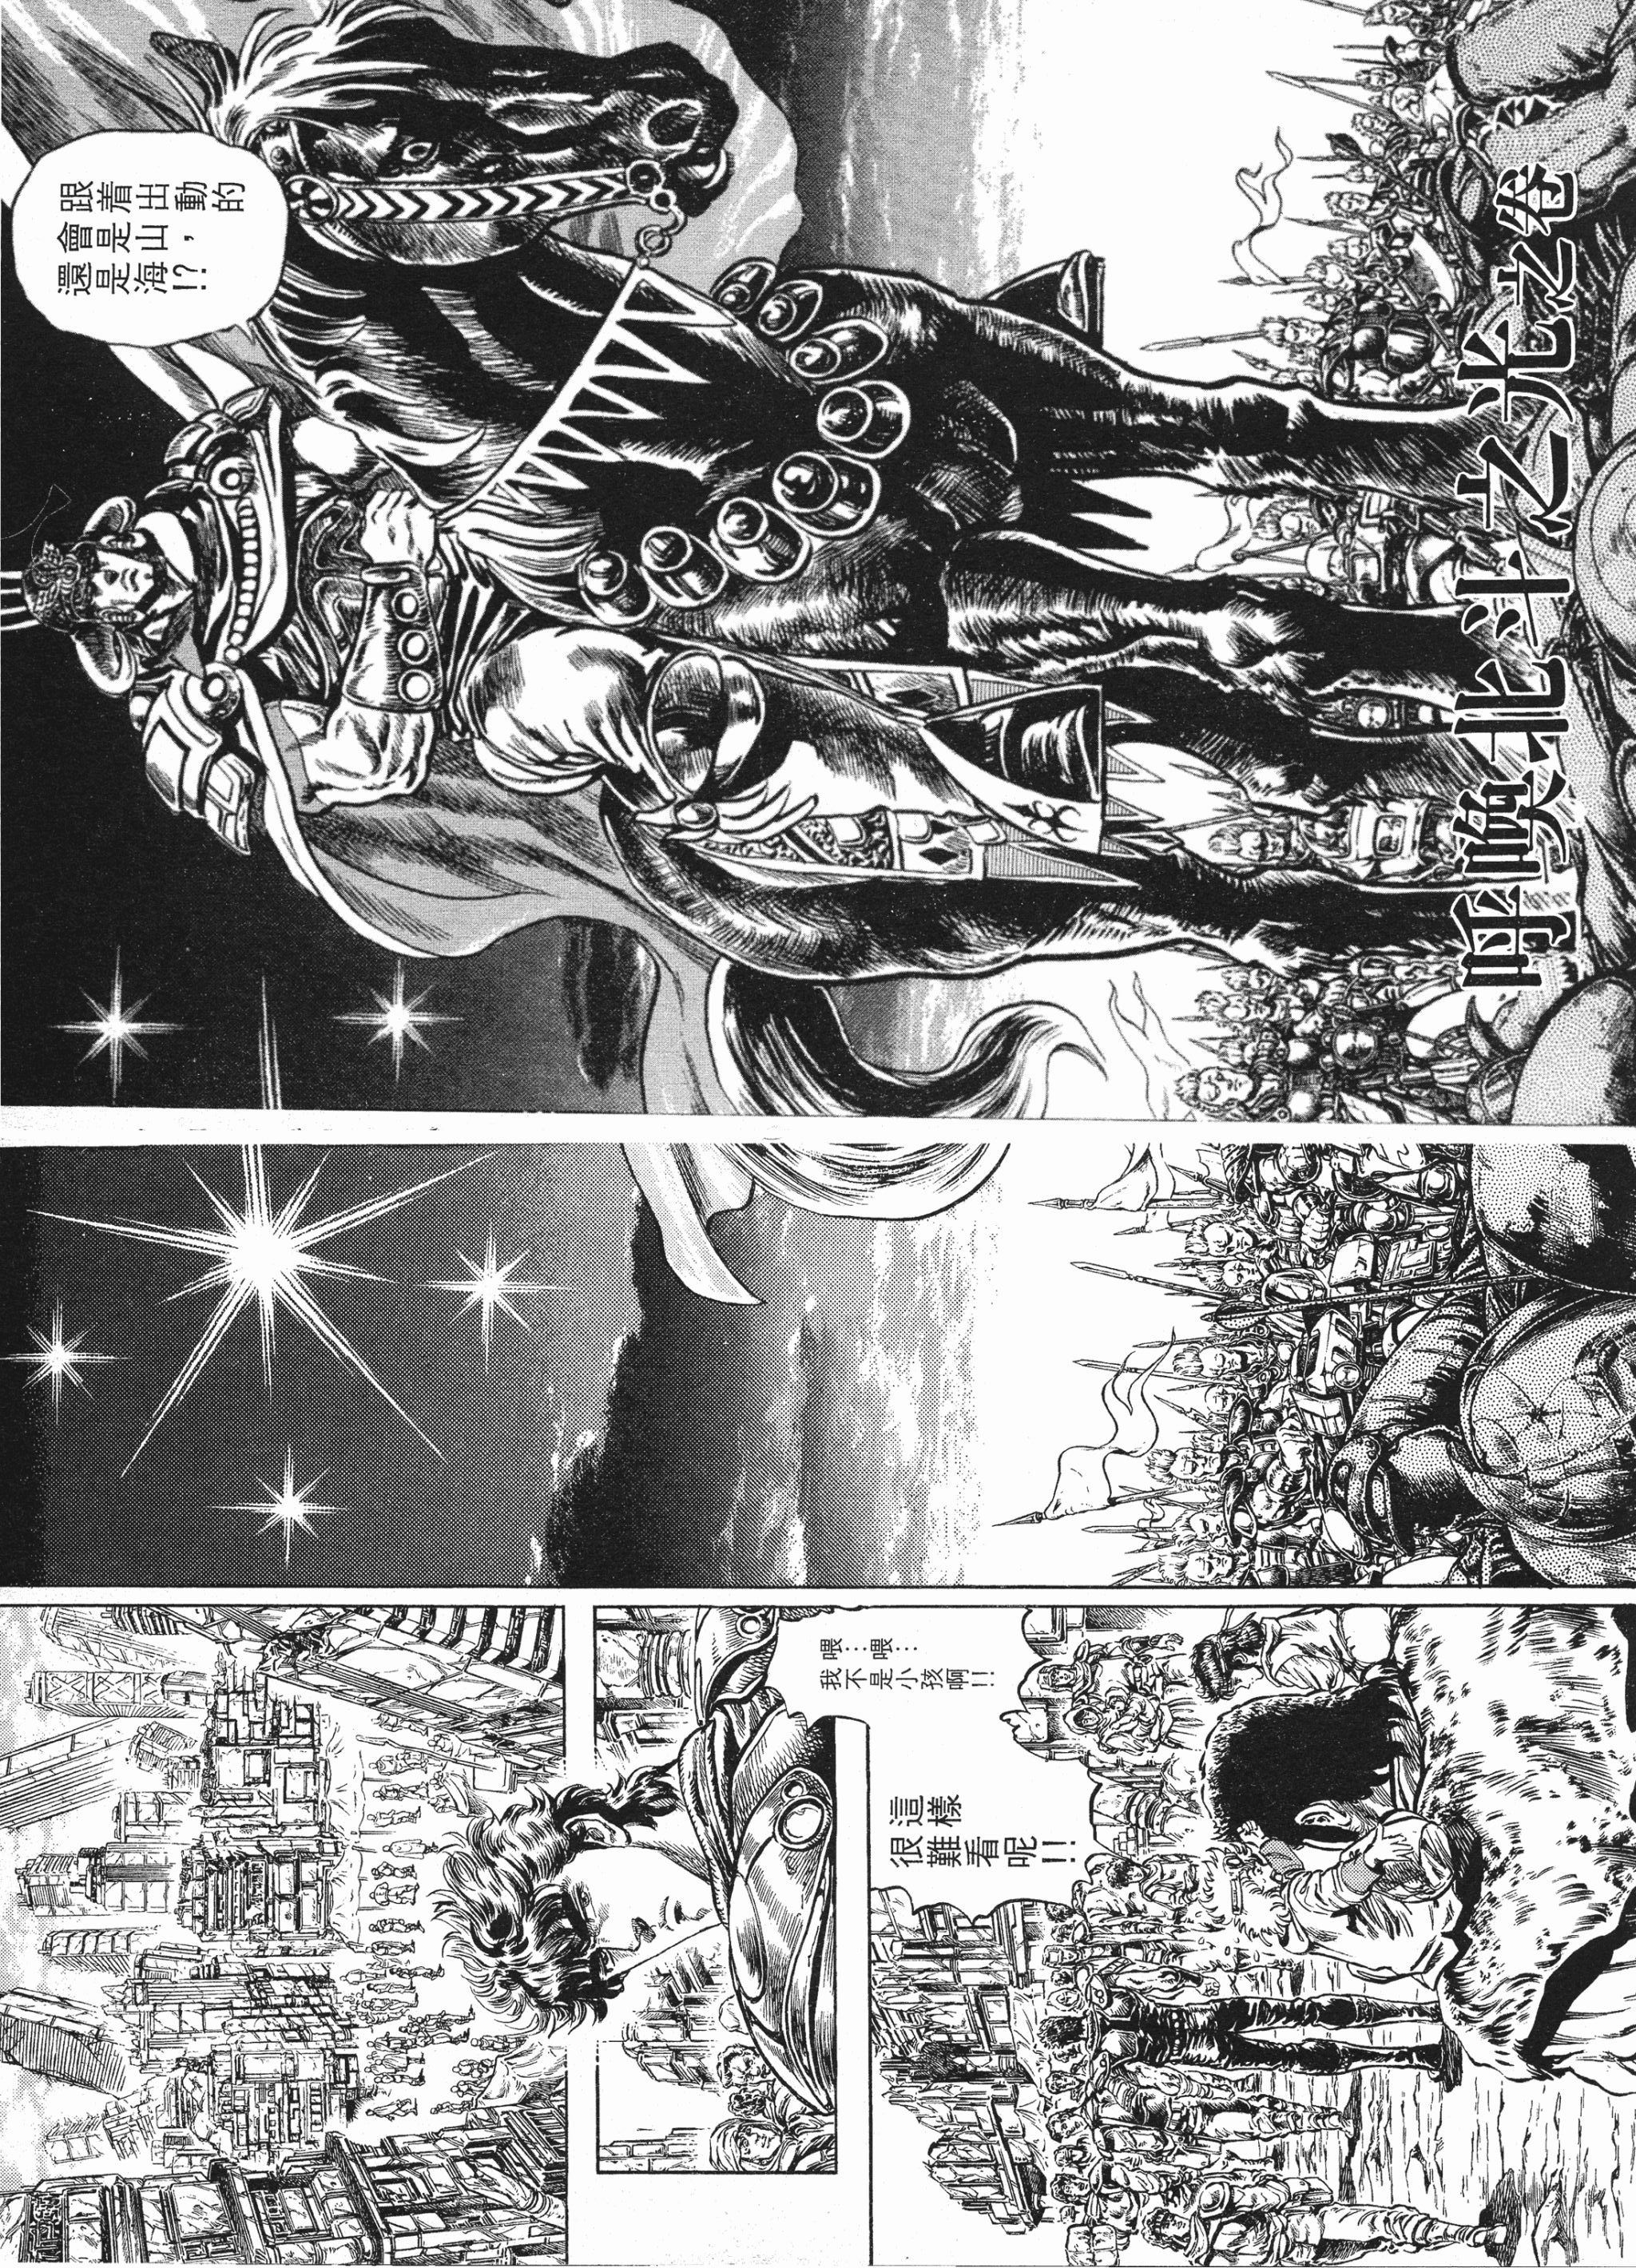 跟着出動的
會是山，
還是海!?
呼喚北斗之光之卷
喂…喂…
我不是小孩啊!!
這樣
很難看呢!!